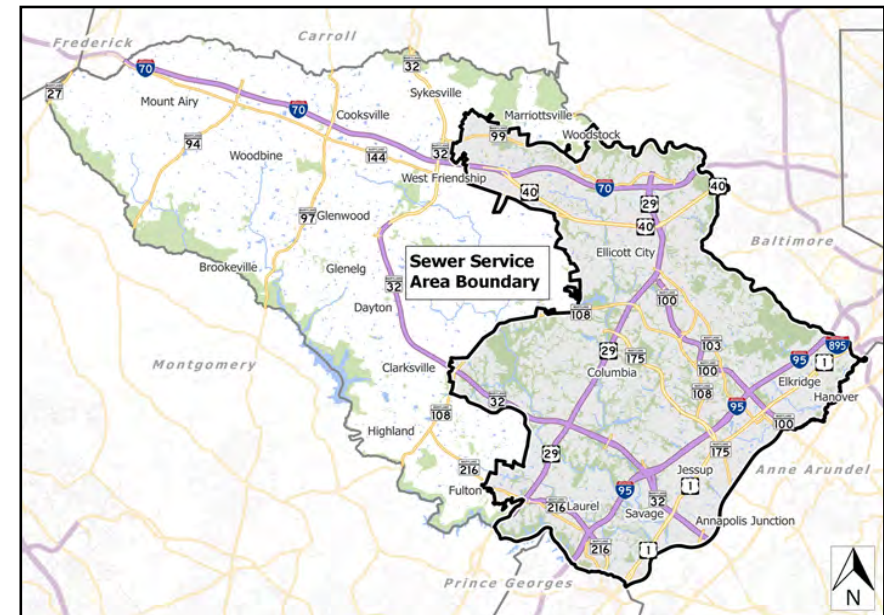 Frederick
Carroll
70
27
Mount Airy
32
Sykesville
70
Cooksville
Marriottsville
Woodstock
99
94
Woodbine
144
32
West Friendship
40
70
29
40
97
Glenwood
40
Ellicott City
Baltimore
Brookeville
Glenelg
Sewer Service
Area Boundary
32
Dayton
108
100
Montgomery
29
175
Columbia
103
100
895
95
1
Elkridge
Hanover
Clarksville
32
108
95
100
108
Highland
29
175
216
Fulton
Jessup
Anne Arundel
95
1
32
216
Laurel
Savage
Annapolis Junction
216
1
Prince Georges
N